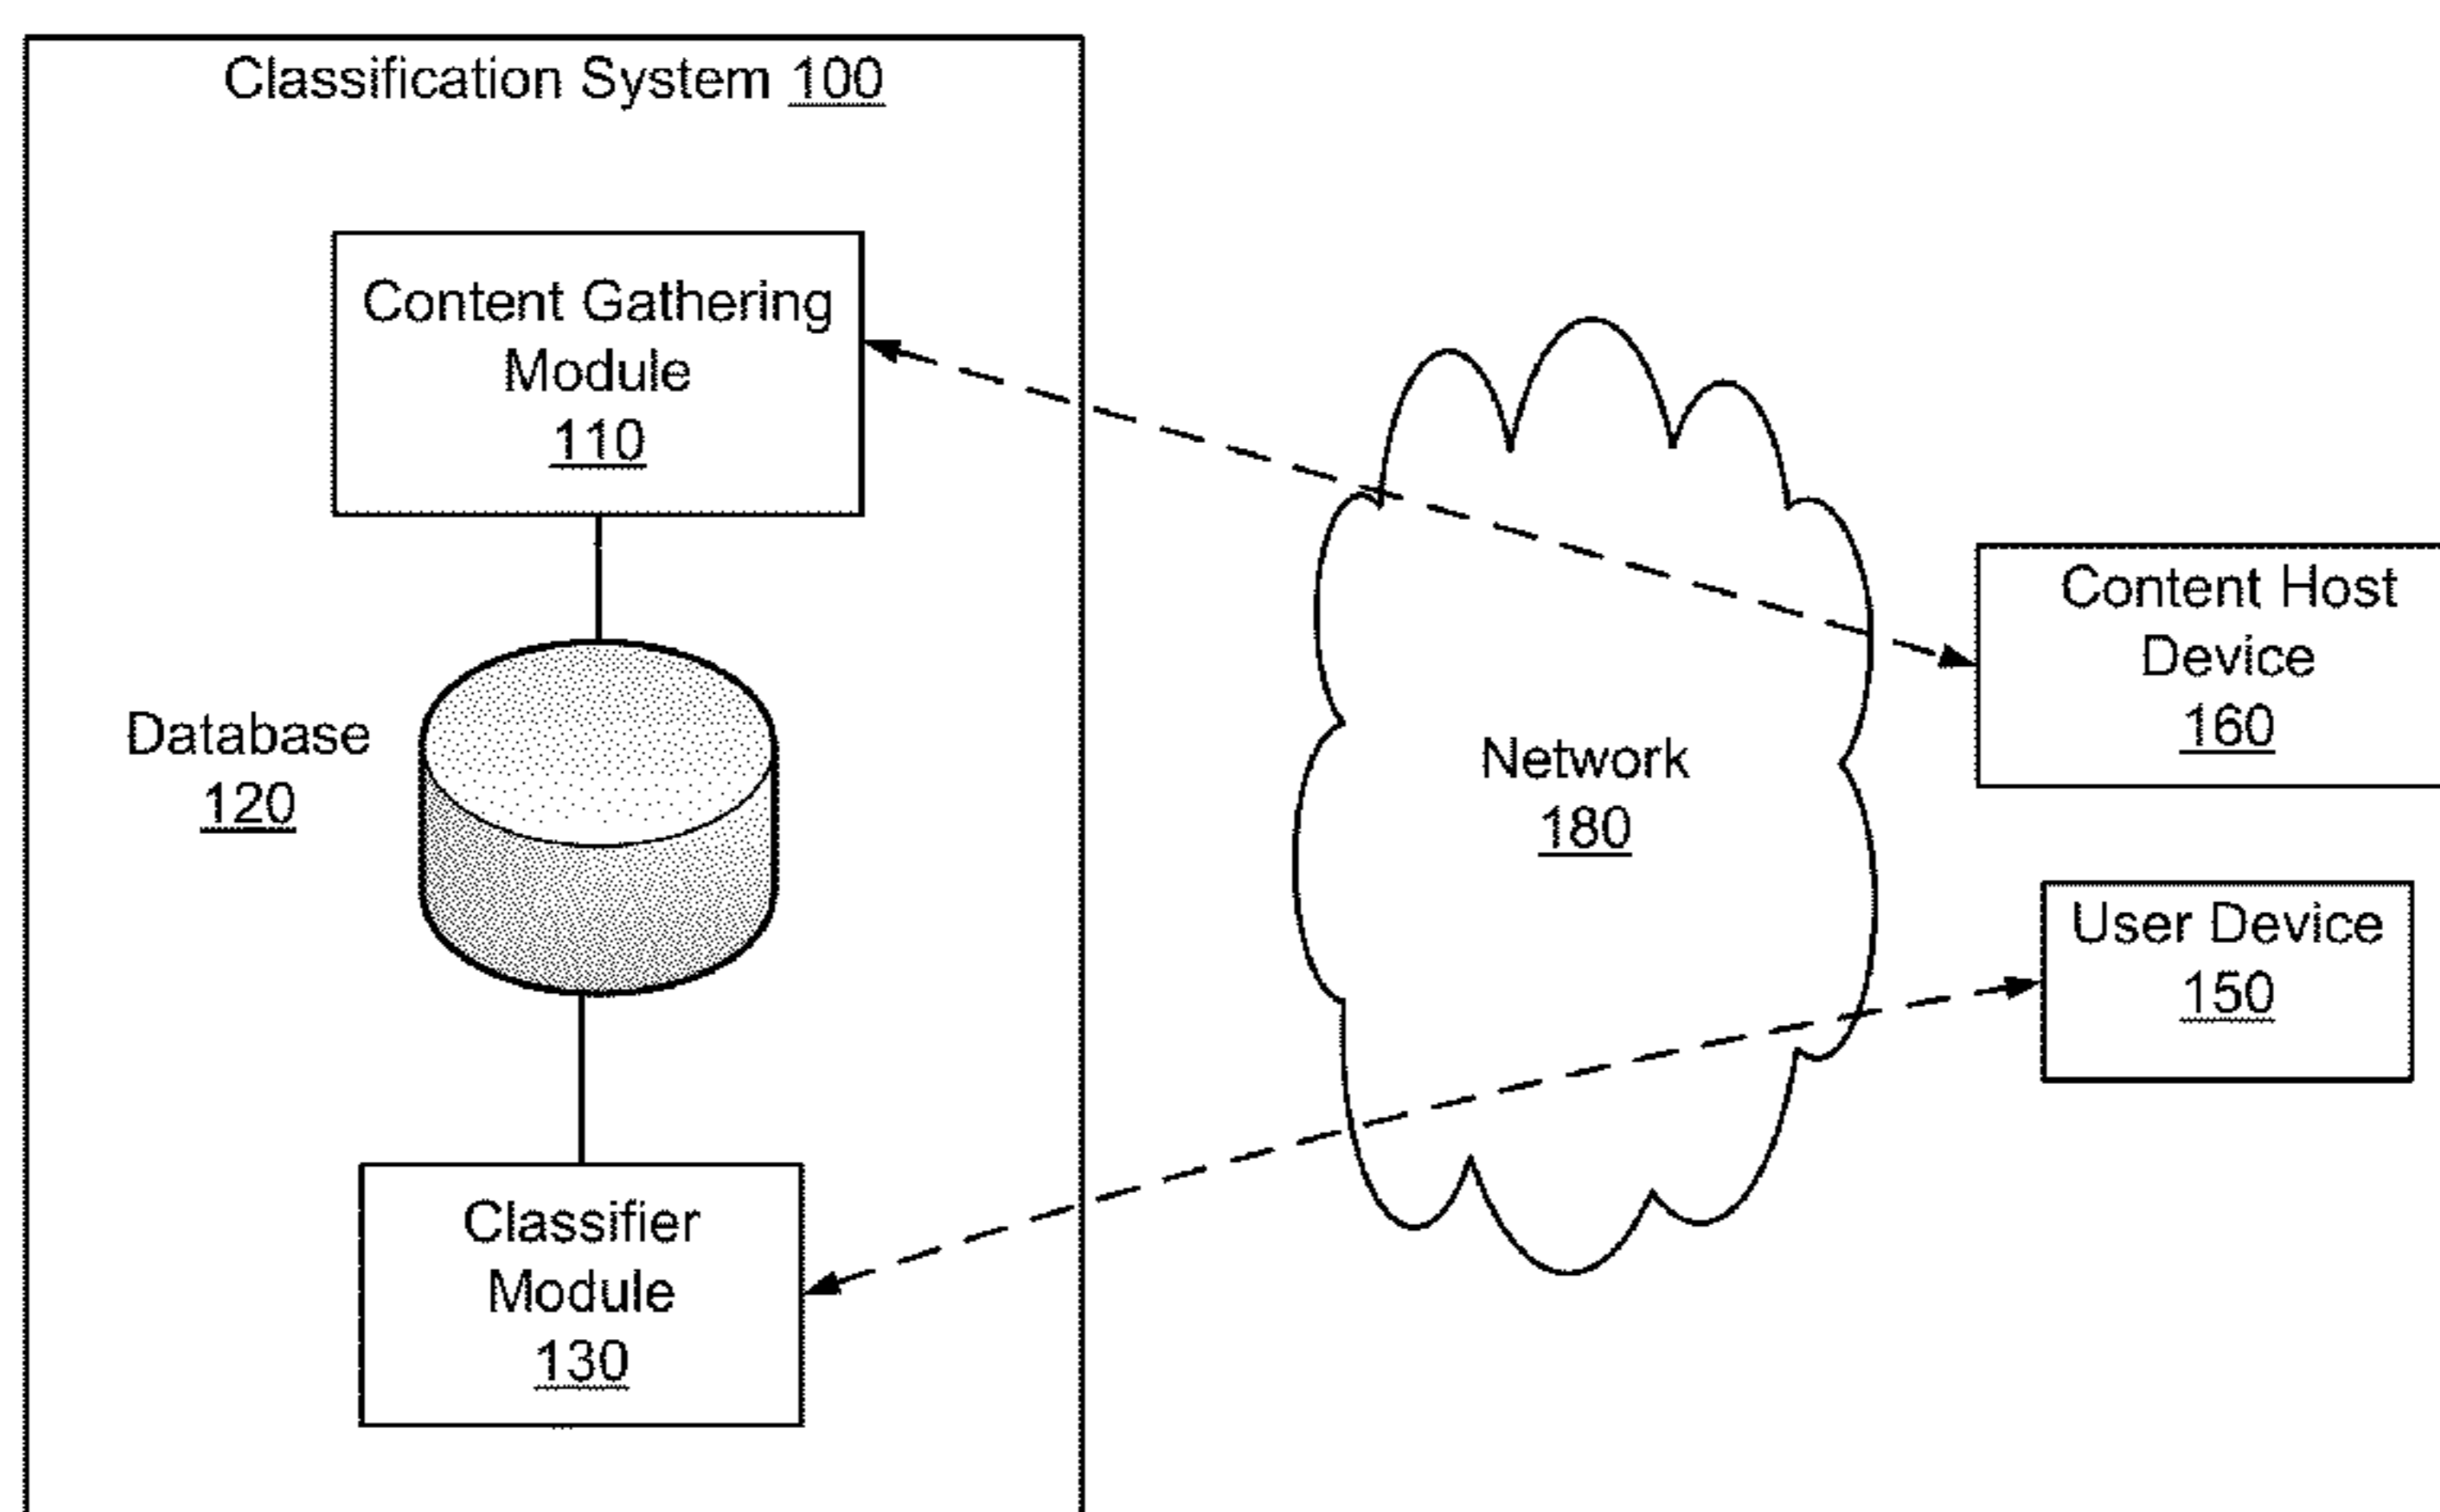 Classification System 100
Content Gathering
Module
110
Database
120
Classifier
Module
130
Network
180
Content Host
Device
160
User Device
150